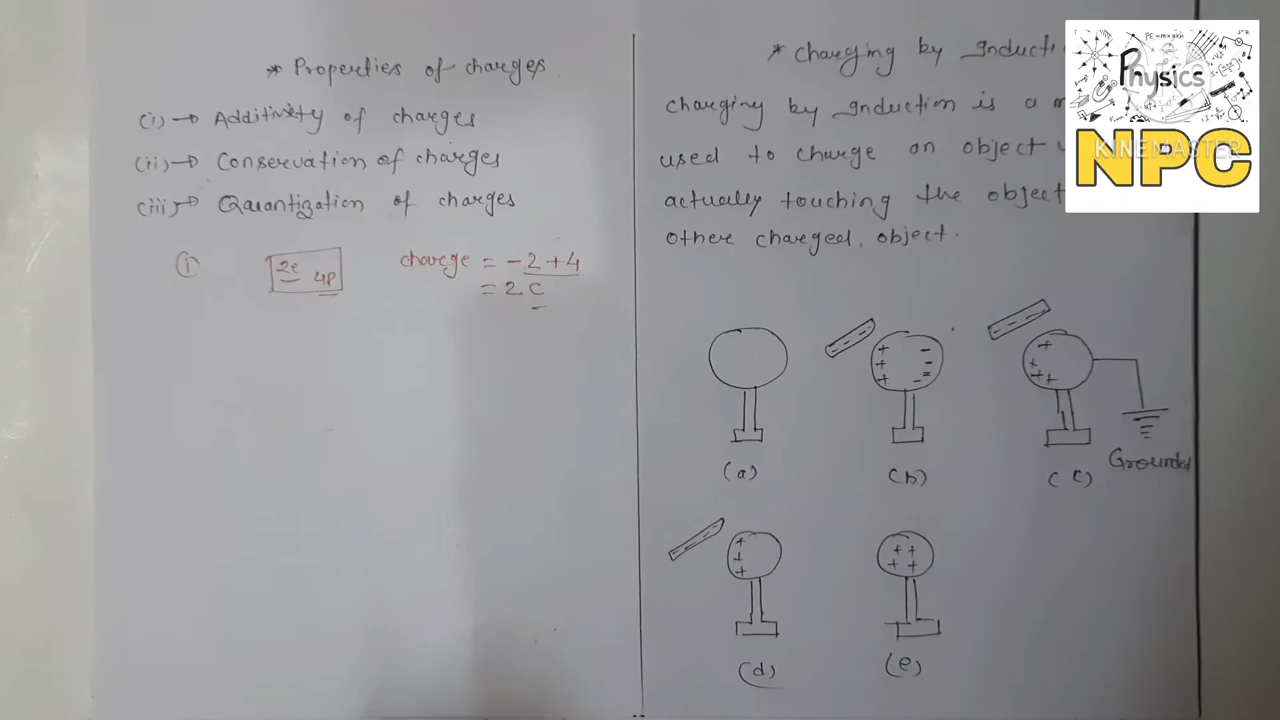 * Properties of charges
(i) → Additivity of charges
(ii) → Conservation of charges
(iii) → Quantization of charges
(i) 2e 4p charge = -2 + 4
= 2 C
* Charging by Inducti
charging by Induction is a m
used to charge an object
actually touching the object
other charged object.
+ + + - - - =  -
+ + + +
Grounded
(a) (b) (c)
+ + +
+ + + +
(d) (e)
Physics
NPC
KINEMASTER